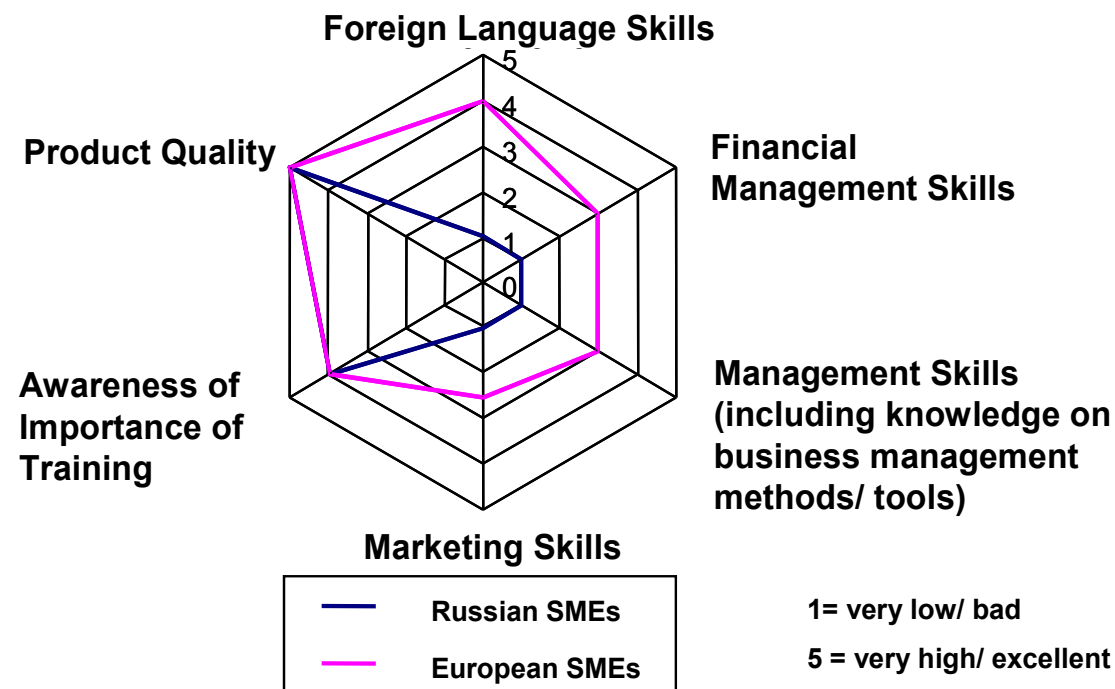 Foreign Language Skills
5
4
3
2
1
0
Product Quality
Financial
Management Skills
Awareness of
Importance of
Training
Management Skills
(including knowledge on
business management
methods/ tools)
Marketing Skills
Russian SMEs
European SMEs
1= very low/ bad
5 = very high/ excellent